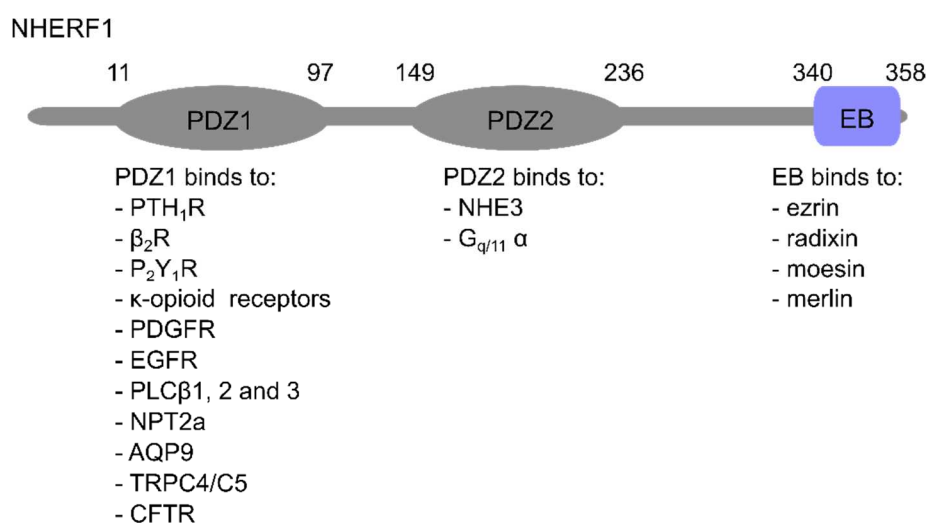 NHERF1
11 97 149 236 340 358
PDZ1 PDZ2 EB
PDZ1 binds to:
- PTH₁R
- β₂R
- P₂Y₁R
- κ-opioid receptors
- PDGFR
- EGFR
- PLCβ1, 2 and 3
- NPT2a
- AQP9
- TRPC4/C5
- CFTR
PDZ2 binds to:
- NHE3
- G_q/11 α
EB binds to:
- ezrin
- radixin
- moesin
- merlin